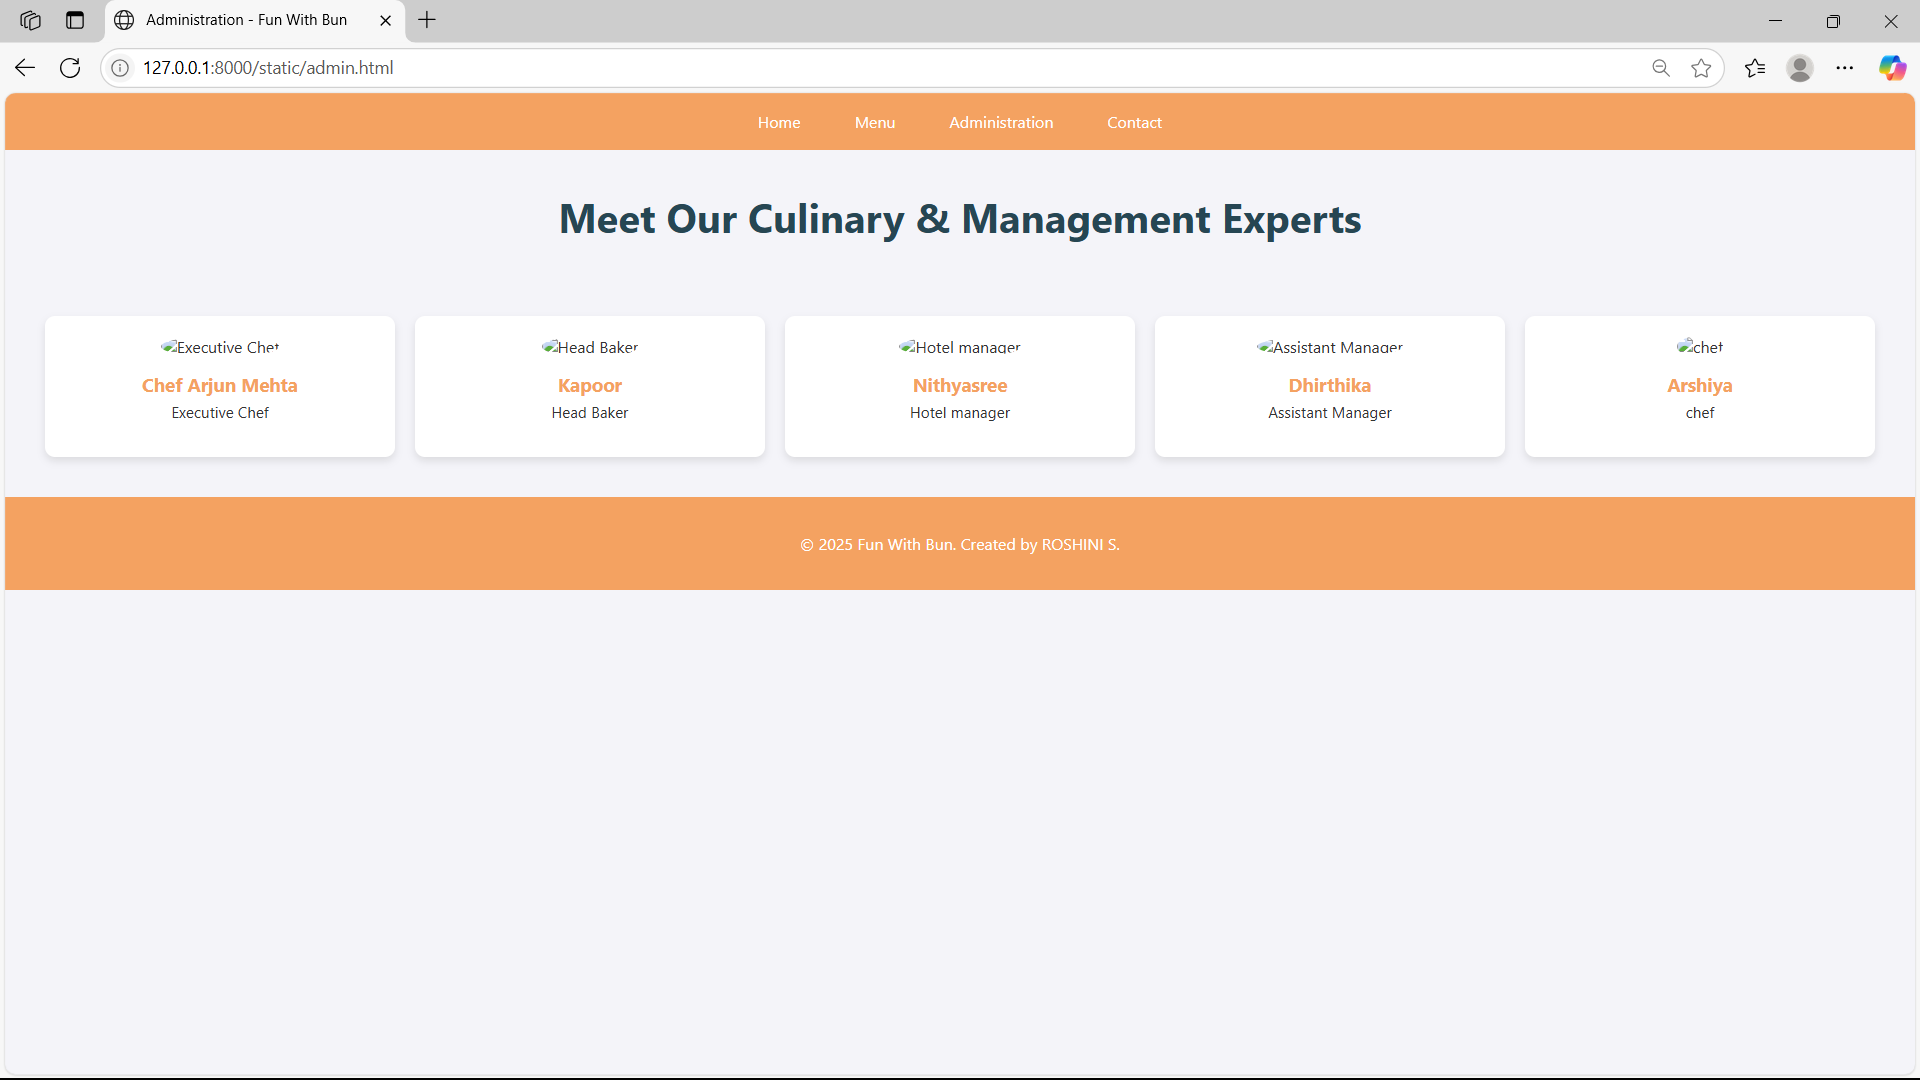 Administration - Fun With Bun
127.0.0.1:8000/static/admin.html
Home Menu Administration Contact
Meet Our Culinary & Management Experts
Executive Chef
Chef Arjun Mehta
Executive Chef
Head Baker
Kapoor
Head Baker
Hotel manager
Nithyasree
Hotel manager
Assistant Manager
Dhirthika
Assistant Manager
chef
Arshiya
chef
© 2025 Fun With Bun. Created by ROSHINI S.